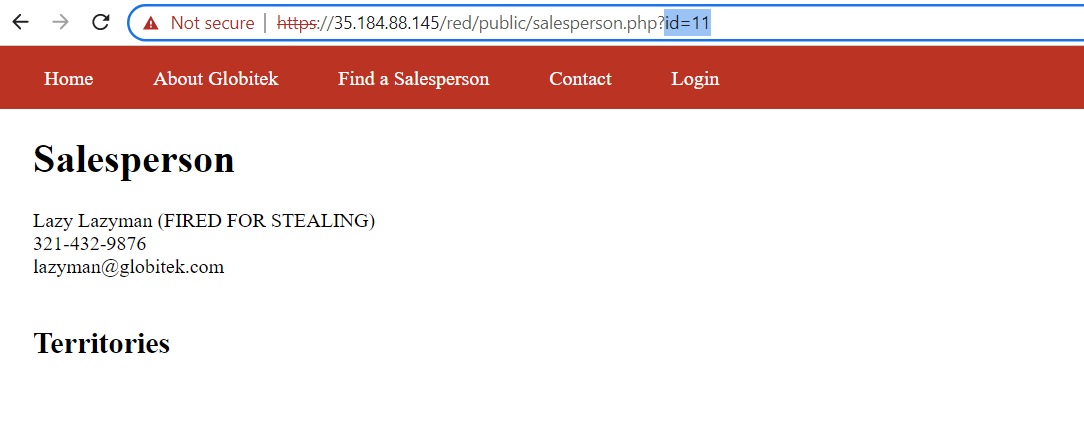 Not secure | https://35.184.88.145/red/public/salesperson.php?id=11
Home About Globitek Find a Salesperson Contact Login
Salesperson
Lazy Lazyman (FIRED FOR STEALING)
321-432-9876
lazyman@globitek.com
Territories